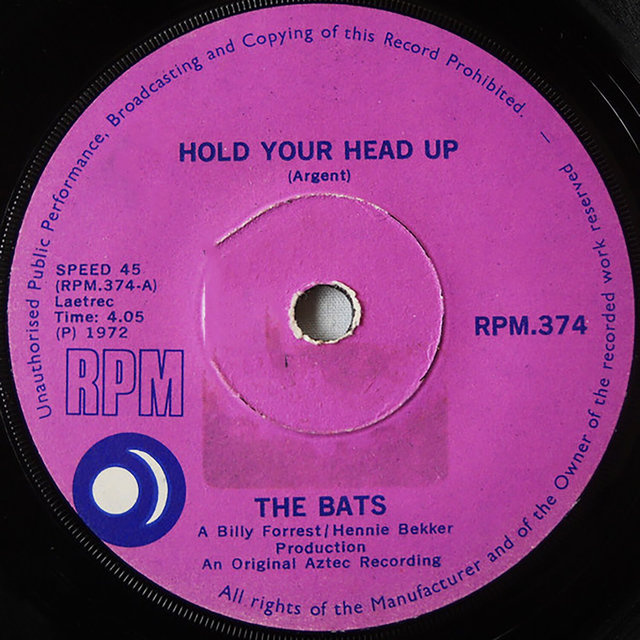 Unauthorised Public Performance, Broadcasting and Copying of this Record Prohibited. —
HOLD YOUR HEAD UP
(Argent)
SPEED 45
(RPM.374-A)
Laetrec
Time: 4.05
(P) 1972
RPM
RPM.374
THE BATS
A Billy Forrest/Hennie Bekker
Production
An Original Aztec Recording
All rights of the Manufacturer and of the Owner of the recorded work reserved